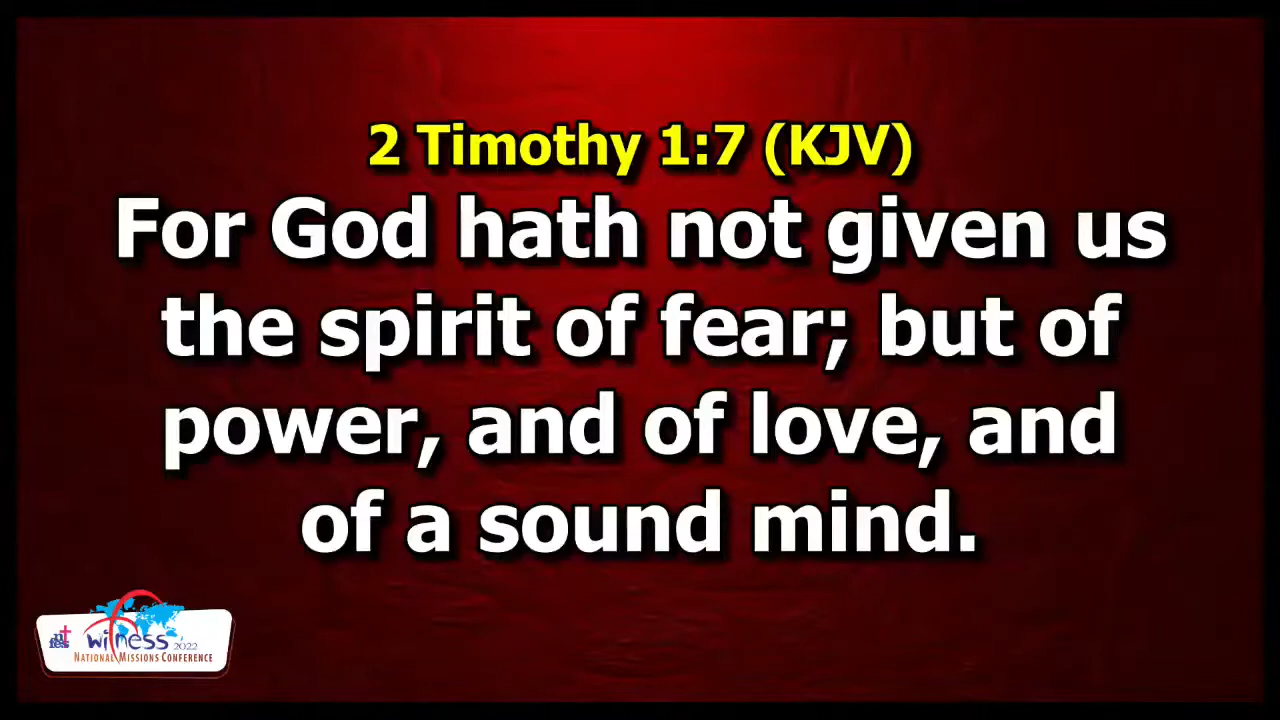 2 Timothy 1:7 (KJV)
For God hath not given us
the spirit of fear; but of
power, and of love, and
of a sound mind.
witness 2022
NATIONAL MISSIONS CONFERENCE